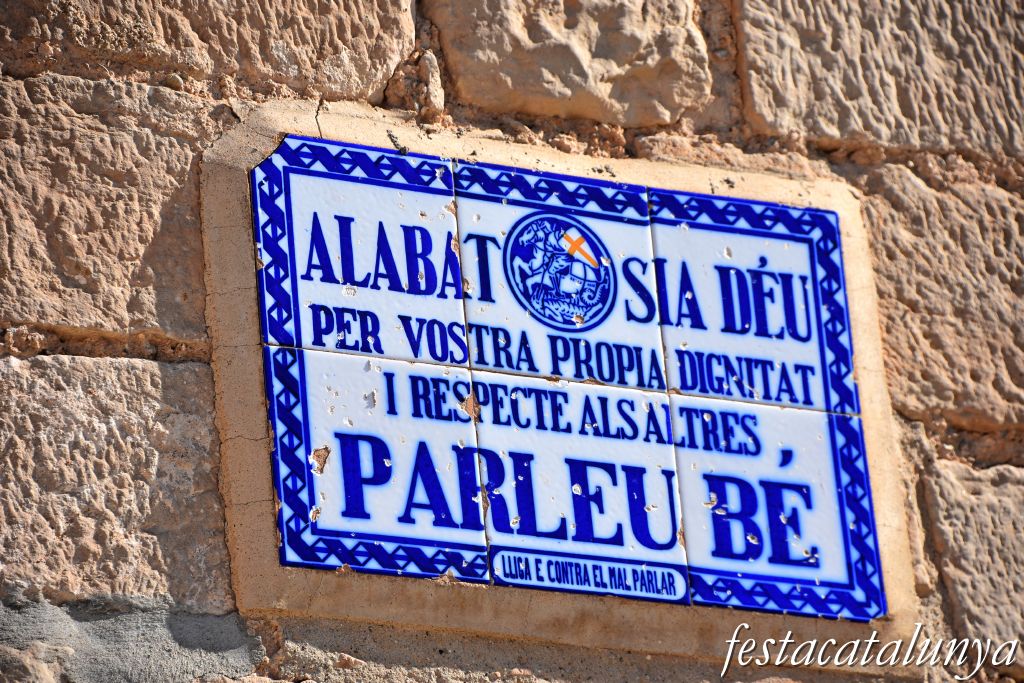 ALABAT SIA DÉU
PER VOSTRA PROPIA DIGNITAT
I RESPECTE ALS ALTRES,
PARLEU BÉ
LLIGA E CONTRA EL MAL PARLAR
festacatalunya